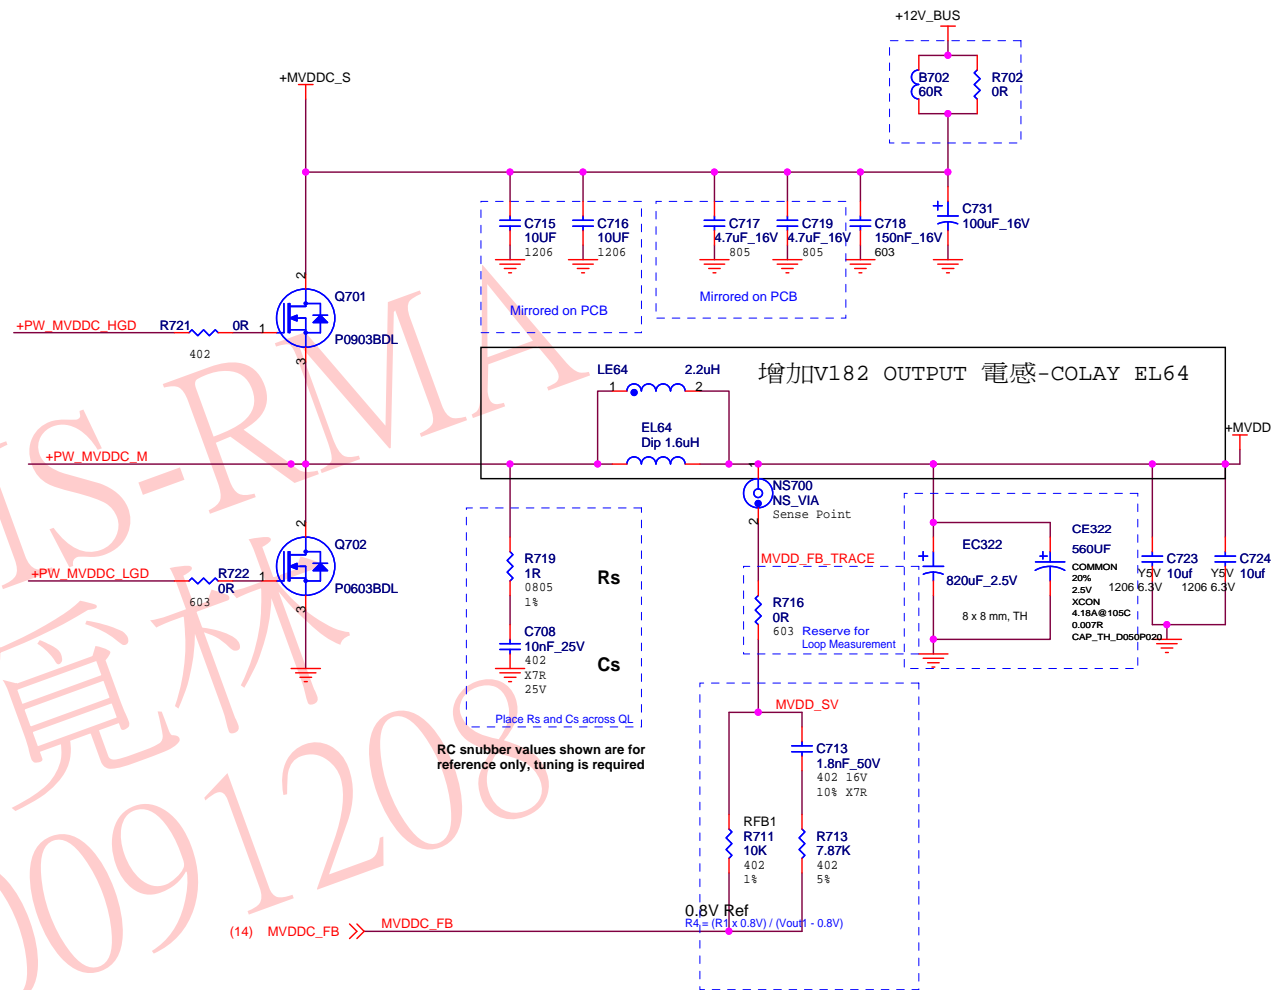 +12V_BUS
B702
60R
R702
0R
+MVDDC_S
C715
10UF
1206
C716
10UF
1206
Mirrored on PCB
C717
4.7uF_16V
805
C719
4.7uF_16V
805
Mirrored on PCB
C718
150nF_16V
603
C731
100uF_16V
2
Q701
+PW_MVDDC_HGD
R721
0R
1
402
P0903BDL
3
增加V182 OUTPUT 電感-COLAY EL64
LE64
2.2uH
1
2
EL64
Dip 1.6uH
+MVDD
+PW_MVDDC_M
1
NS700
NS_VIA
Sense Point
2
2
Q702
+PW_MVDDC_LGD
R722
0R
1
603
P0603BDL
3
R719
1R
0805
1%
Rs
C708
10nF_25V
402
X7R
25V
Cs
Place Rs and Cs across QL
RC snubber values shown are for
reference only, tuning is required
MVDD_FB_TRACE
R716
0R
603
Reserve for
Loop Measurement
EC322
820uF_2.5V
8 x 8 mm, TH
CE322
560UF
COMMON
20%
2.5V
XCON
4.18A@105C
0.007R
CAP_TH_D050P020
C723
10uf
Y5V
1206 6.3V
C724
10uf
Y5V
1206 6.3V
MVDD_SV
C713
1.8nF_50V
402 16V
10% X7R
RFB1
R711
10K
402
1%
R713
7.87K
402
5%
0.8V Ref
R4 = (R1 x 0.8V) / (Vout1 - 0.8V)
(14) MVDDC_FB
MVDDC_FB
IS-RMA
覓林
0091208